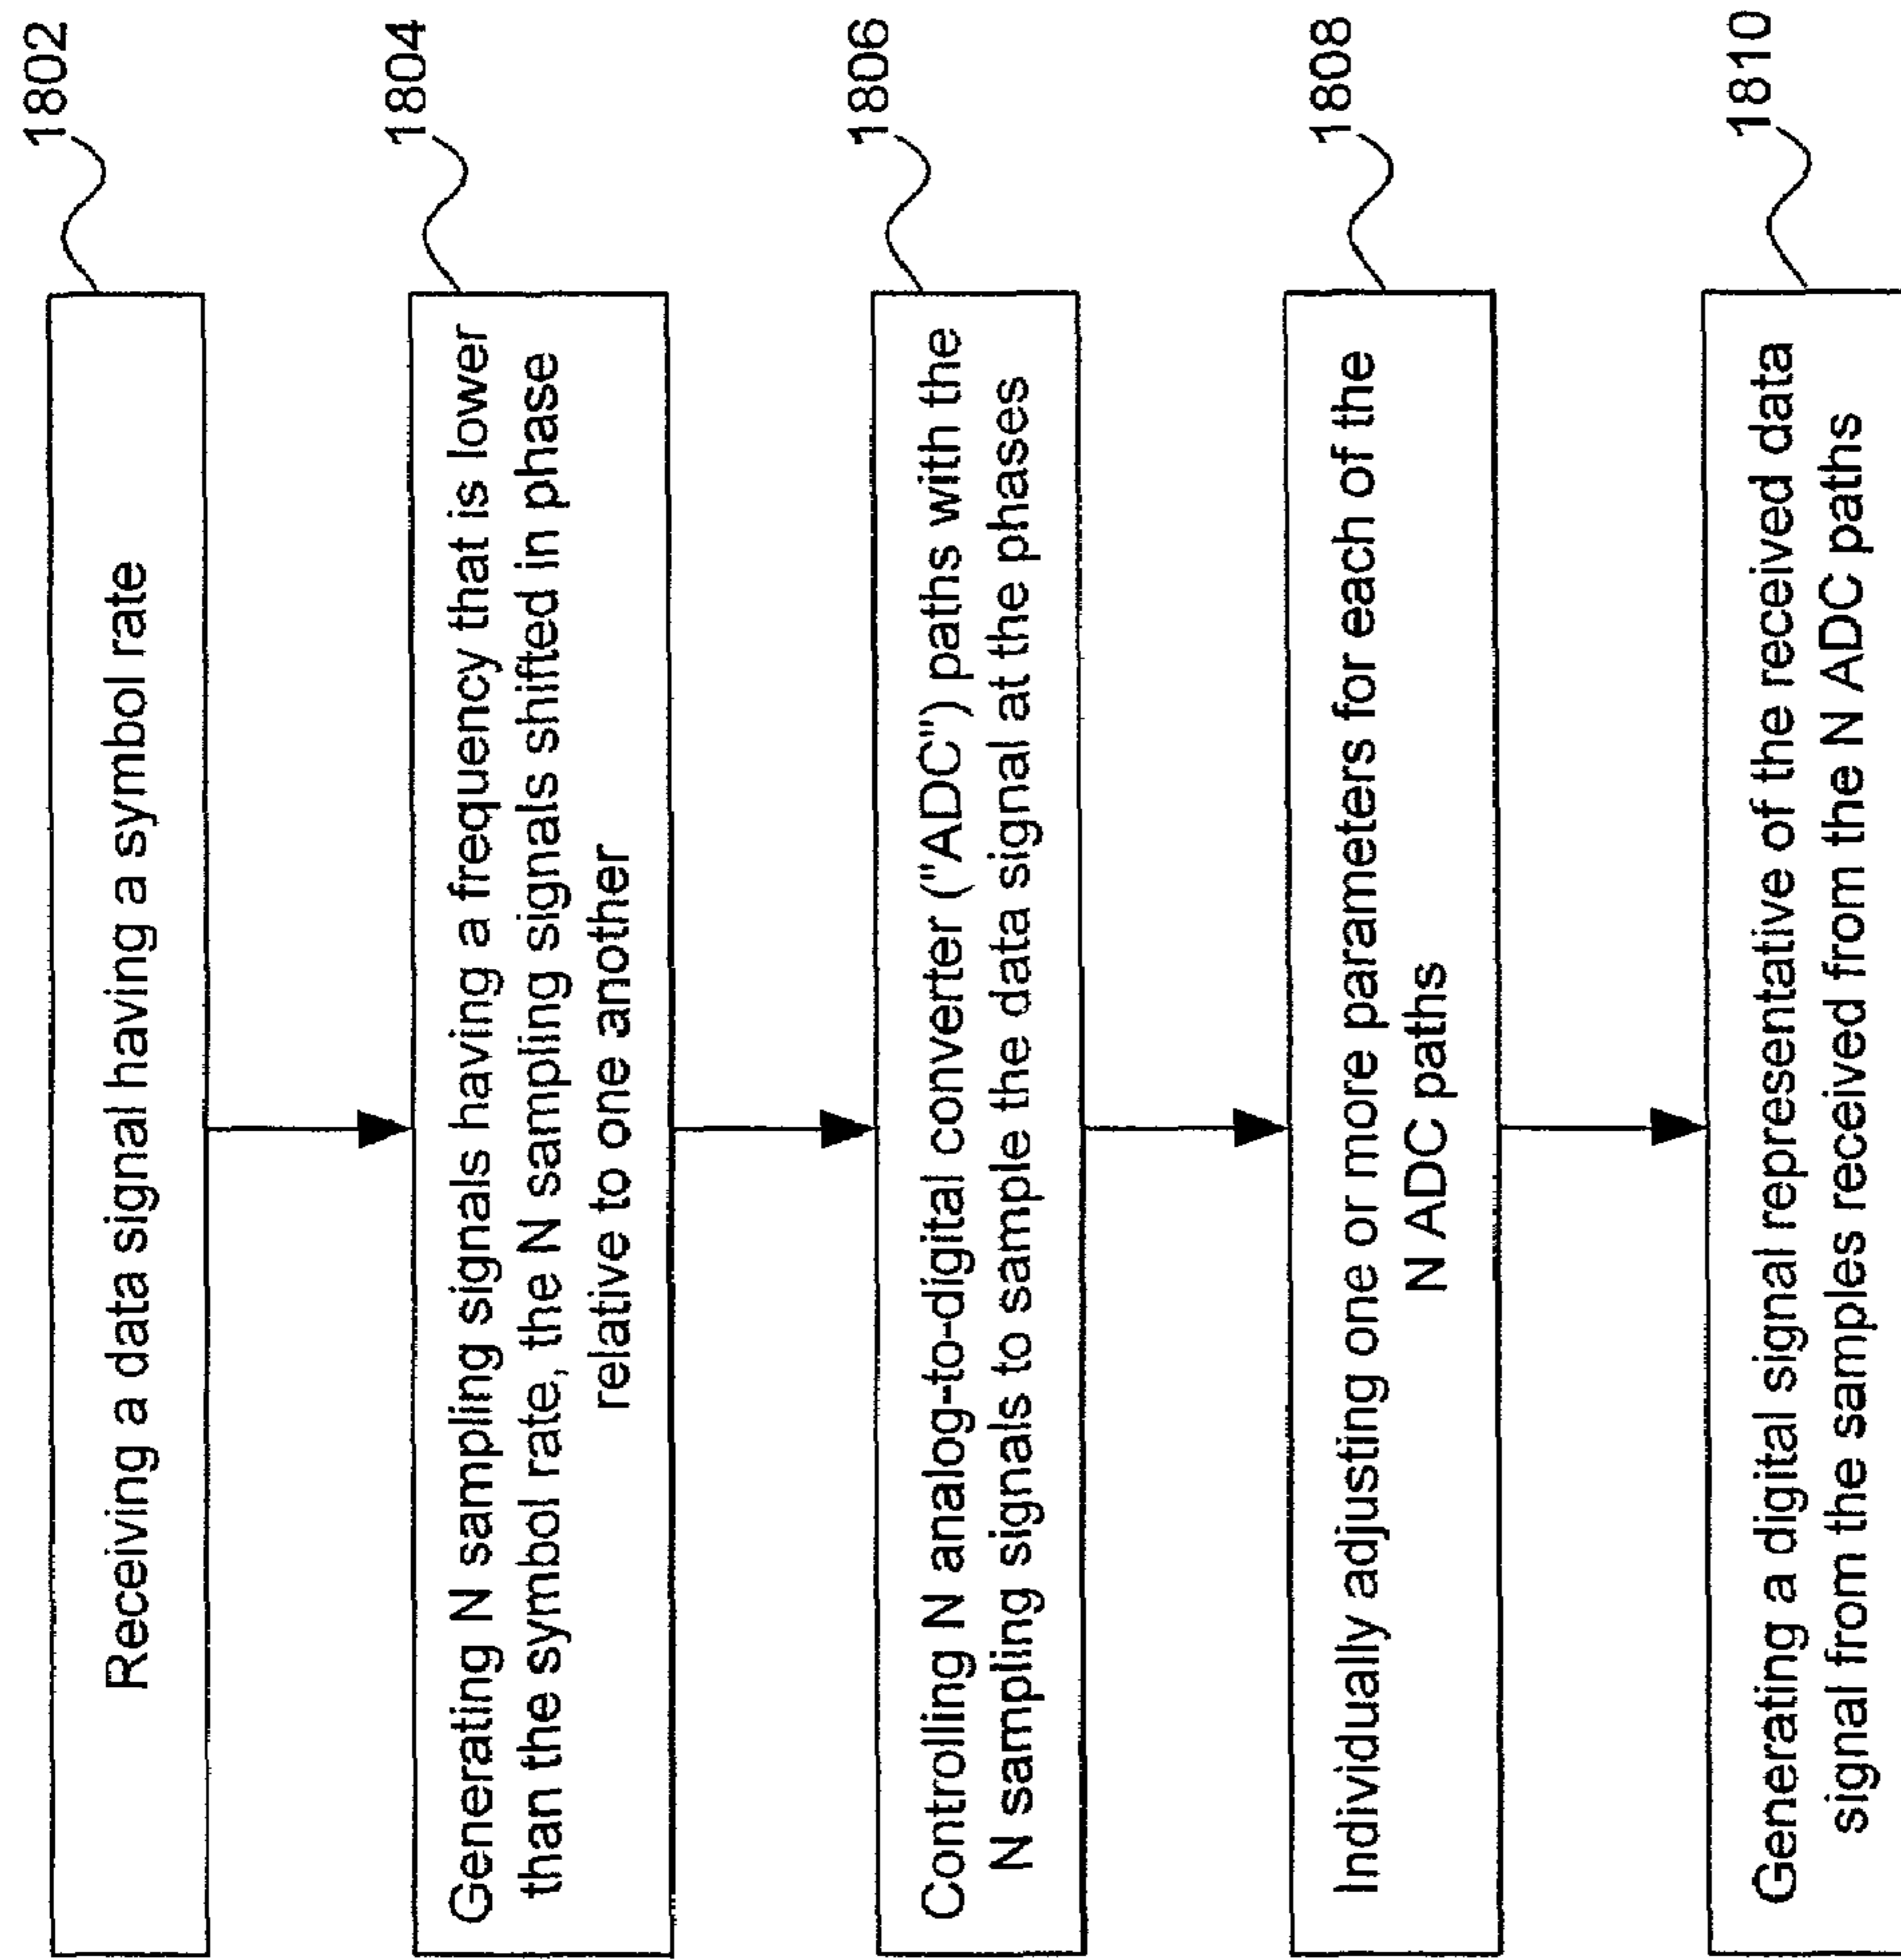 1802
Receiving a data signal having a symbol rate
1804
Generating N sampling signals having a frequency that is lower
than the symbol rate, the N sampling signals shifted in phase
relative to one another
1806
Controlling N analog-to-digital converter ("ADC") paths with the
N sampling signals to sample the data signal at the phases
1808
Individually adjusting one or more parameters for each of the
N ADC paths
1810
Generating a digital signal representative of the received data
signal from the samples received from the N ADC paths